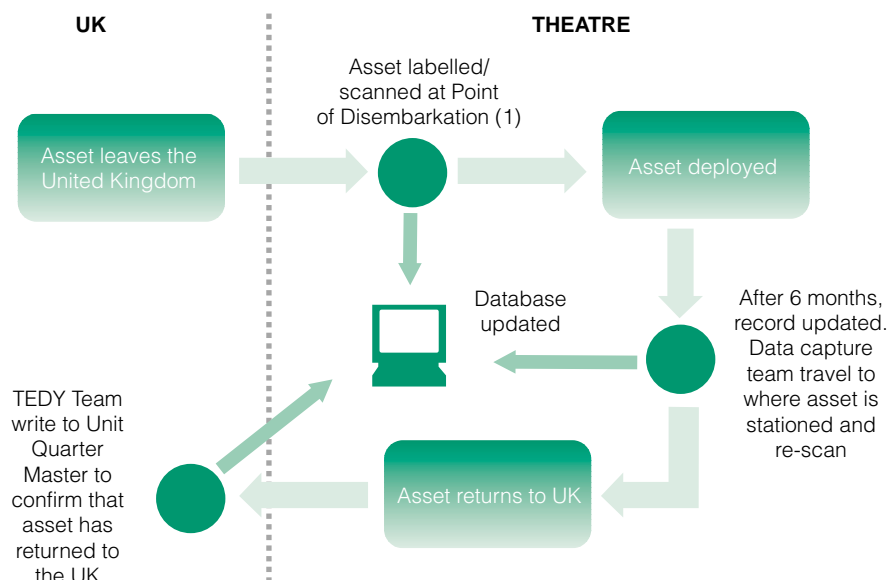 UK
THEATRE
Asset labelled/
scanned at Point
of Disembarkation (1)
Asset leaves the
United Kingdom
Asset deployed
Database
updated
After 6 months,
record updated.
Data capture
team travel to
where asset is
stationed and
re-scan
TEDY Team
write to Unit
Quarter
Master to
confirm that
asset has
returned to
the UK
Asset returns to UK